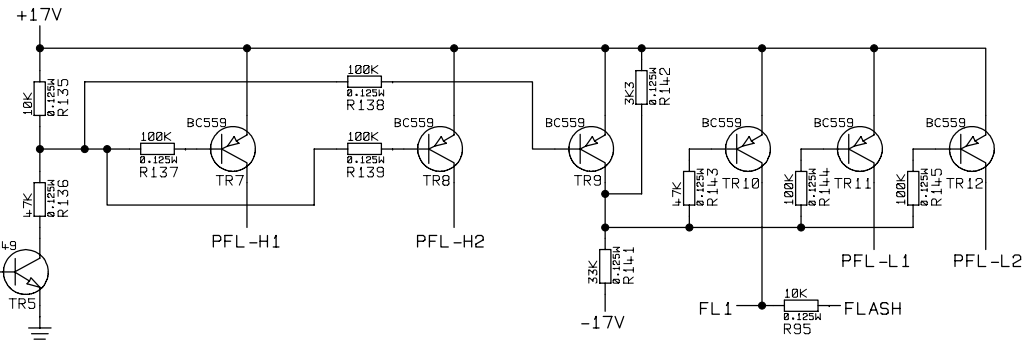 +17V
10K
0.125W
R135
100K
0.125W
R138
3K3
0.125W
R142
BC559
BC559
BC559
BC559
BC559
BC559
100K
0.125W
R137
100K
0.125W
R139
TR7
TR8
TR9
TR10
TR11
TR12
47K
0.125W
R136
47K
0.125W
R143
100K
0.125W
R144
100K
0.125W
R145
49
TR5
PFL-H1
PFL-H2
33K
0.125W
R141
-17V
PFL-L1
PFL-L2
FL1
10K
0.125W
R95
FLASH